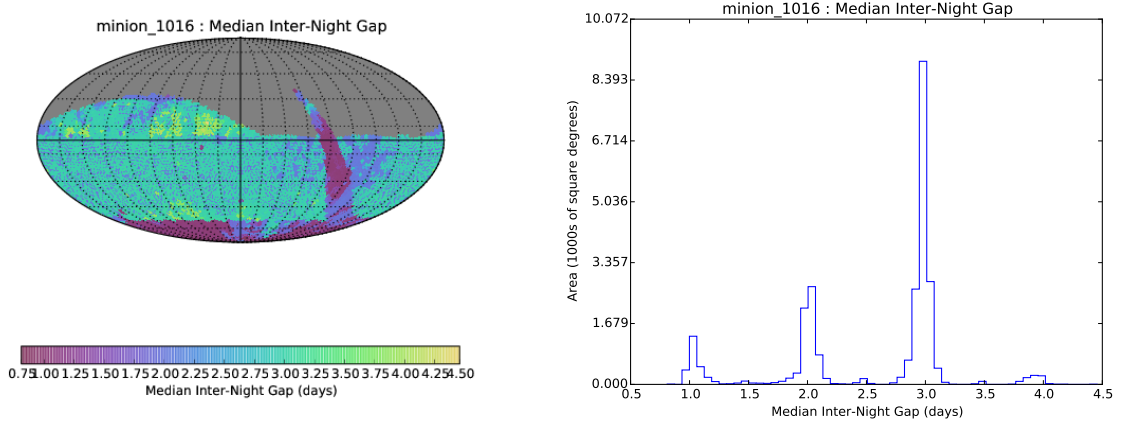 minion_1016 : Median Inter-Night Gap
0.75 1.00 1.25 1.50 1.75 2.00 2.25 2.50 2.75 3.00 3.25 3.50 3.75 4.00 4.25 4.50
Median Inter-Night Gap (days)
minion_1016 : Median Inter-Night Gap
10.072
8.393
6.714
5.036
3.357
1.679
0.000
Area (1000s of square degrees)
0.5 1.0 1.5 2.0 2.5 3.0 3.5 4.0 4.5
Median Inter-Night Gap (days)